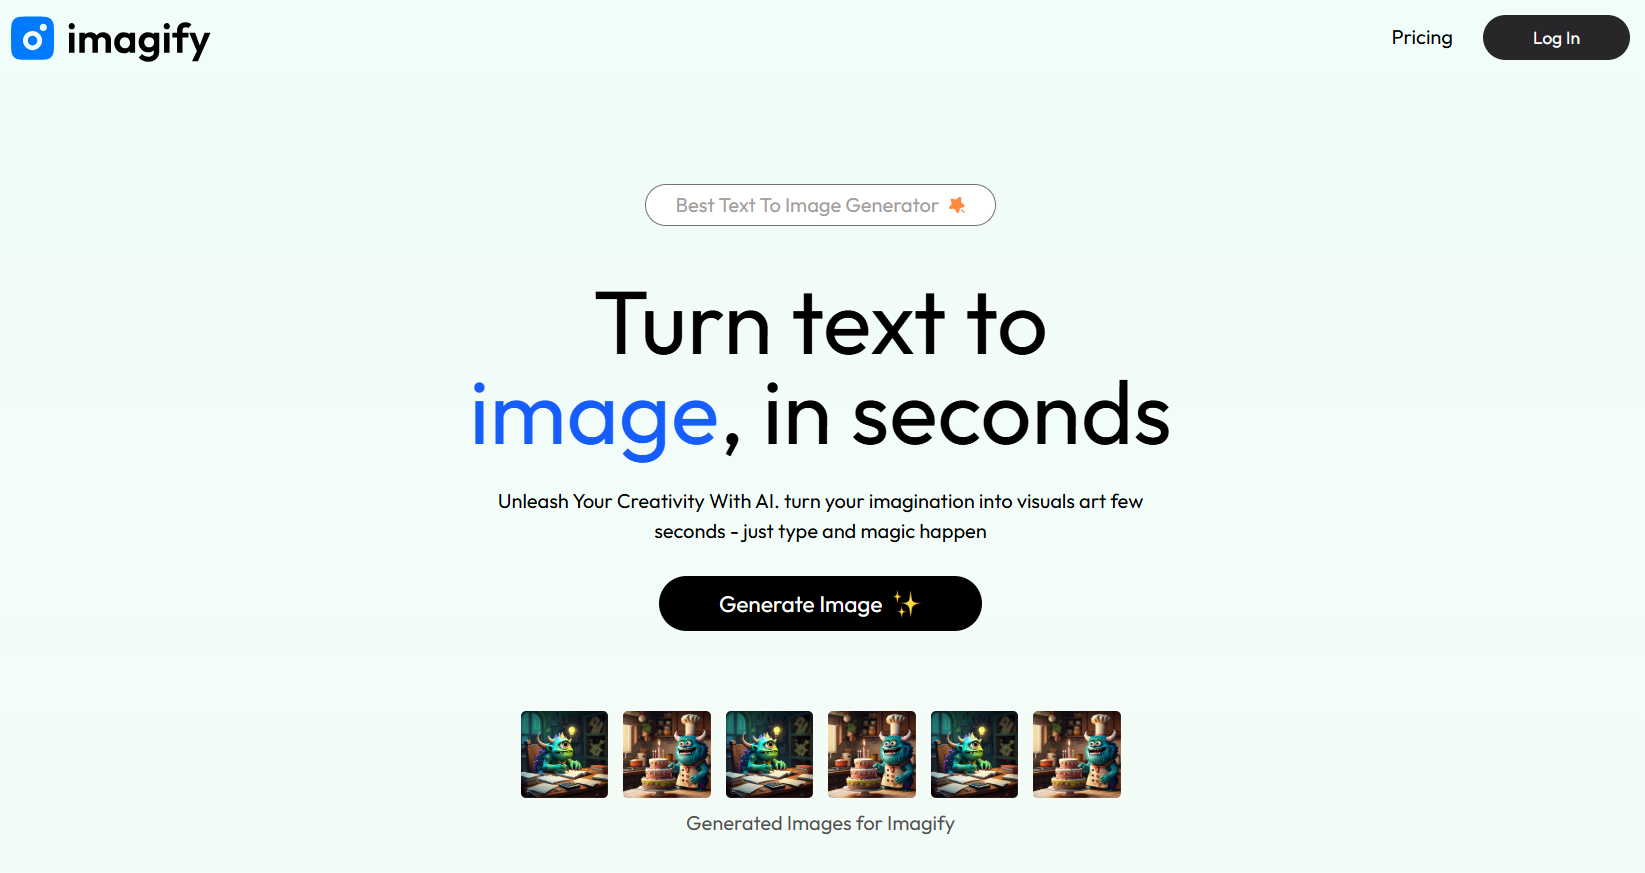 imagify
Pricing
Log In
Best Text To Image Generator
Turn text to
image, in seconds
Unleash Your Creativity With AI. turn your imagination into visuals art few
seconds - just type and magic happen
Generate Image ✨
Generated Images for Imagify